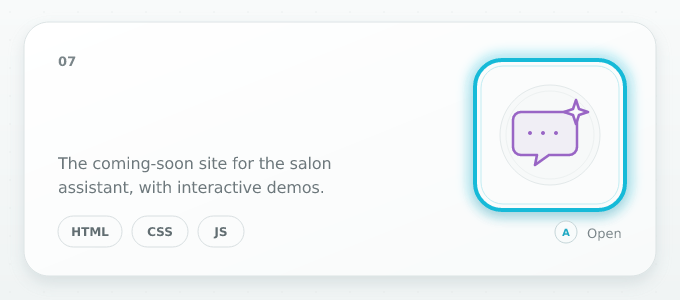 07
The coming-soon site for the salon
assistant, with interactive demos.
HTML CSS JS
A Open